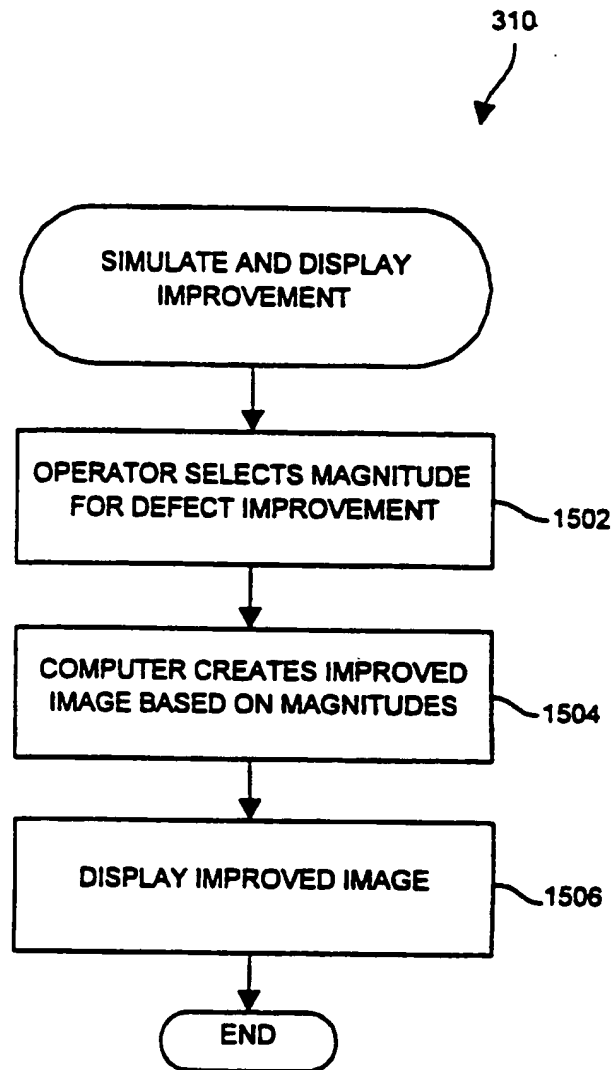 310
SIMULATE AND DISPLAY
IMPROVEMENT
OPERATOR SELECTS MAGNITUDE
FOR DEFECT IMPROVEMENT
1502
COMPUTER CREATES IMPROVED
IMAGE BASED ON MAGNITUDES
1504
DISPLAY IMPROVED IMAGE
1506
END